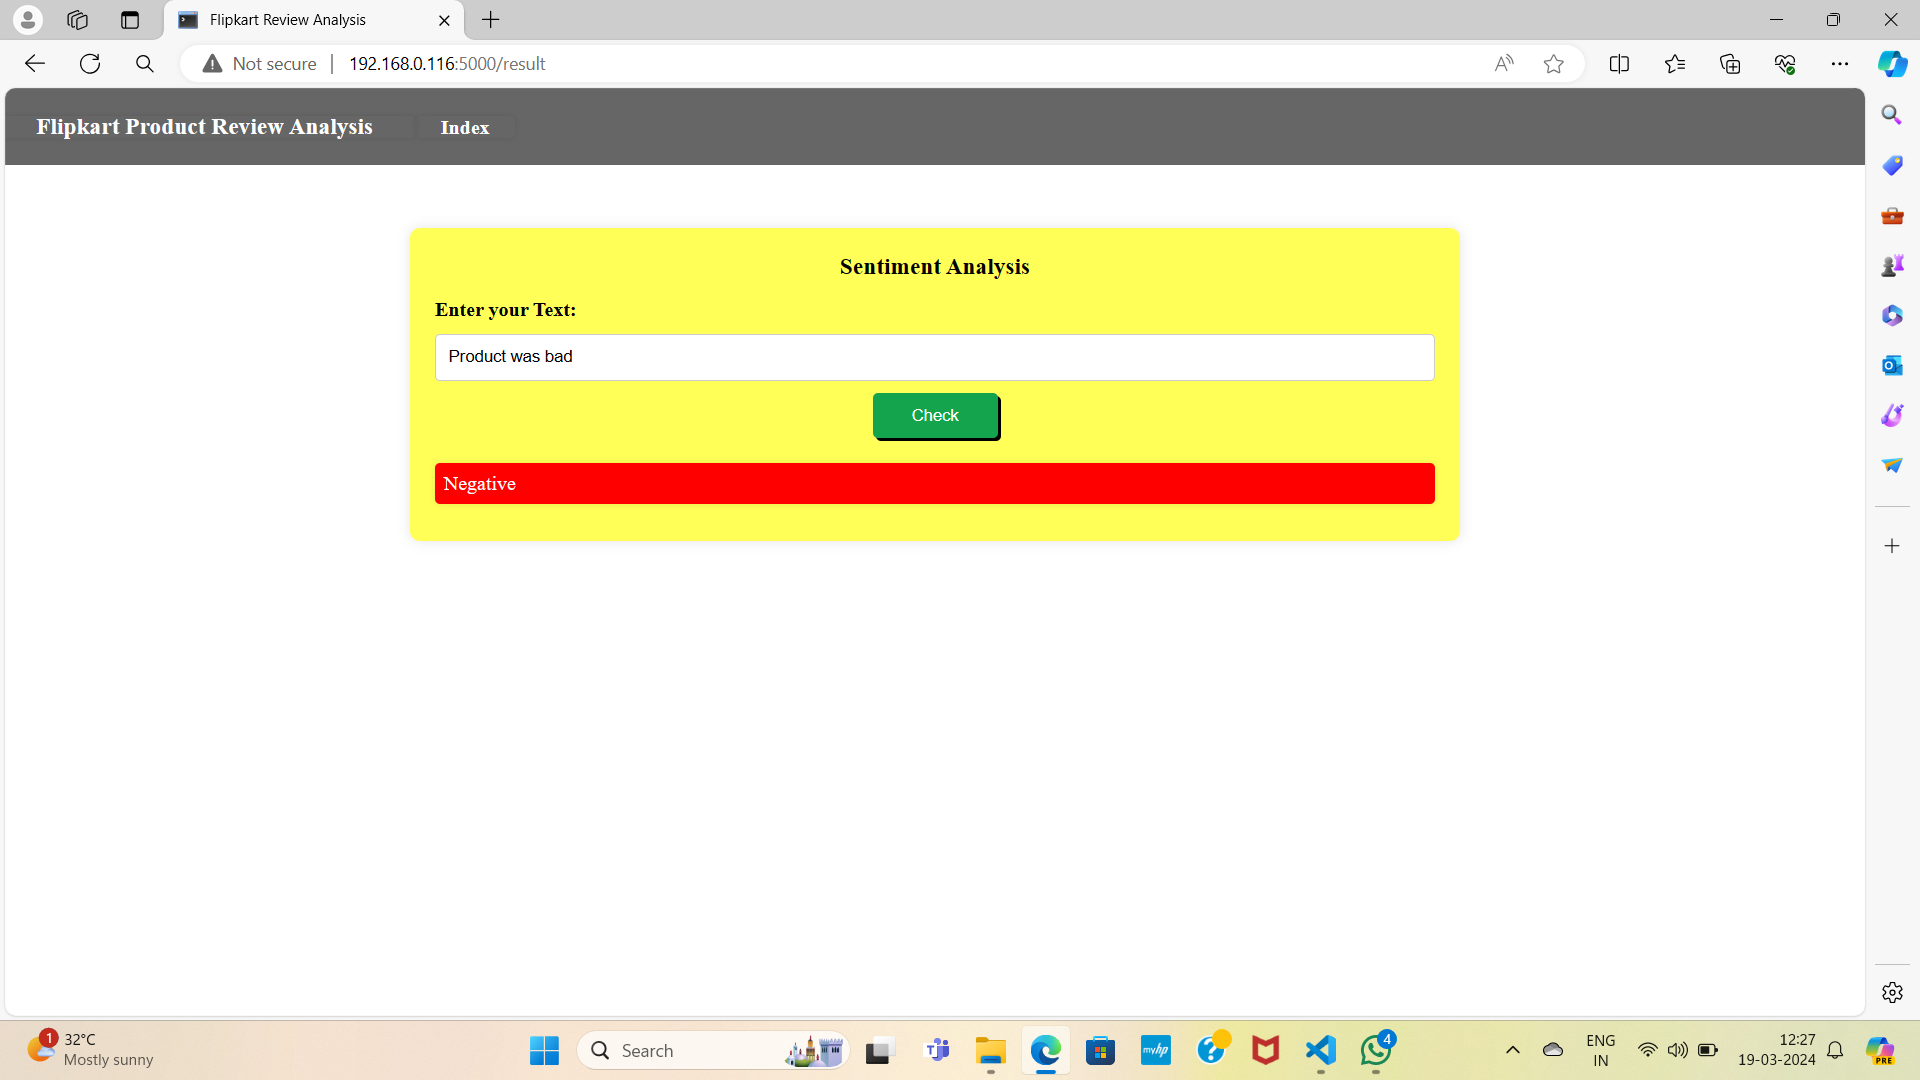 Flipkart Review Analysis
Not secure
192.168.0.116:5000/result
Flipkart Product Review Analysis
Index
Sentiment Analysis
Enter your Text:
Product was bad
Check
Negative
1
32°C
Mostly sunny
Search
myhp
4
ENG
IN
12:27
19-03-2024
PRE